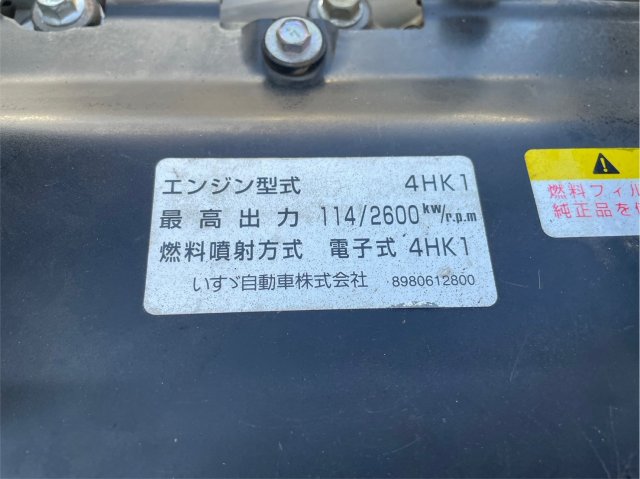 エンジン型式 4HK1
最高出力 114/2600 kw/r.p.m
燃料噴射方式 電子式 4HK1
いすゞ自動車株式会社 8980612800
燃料フィル
純正品を